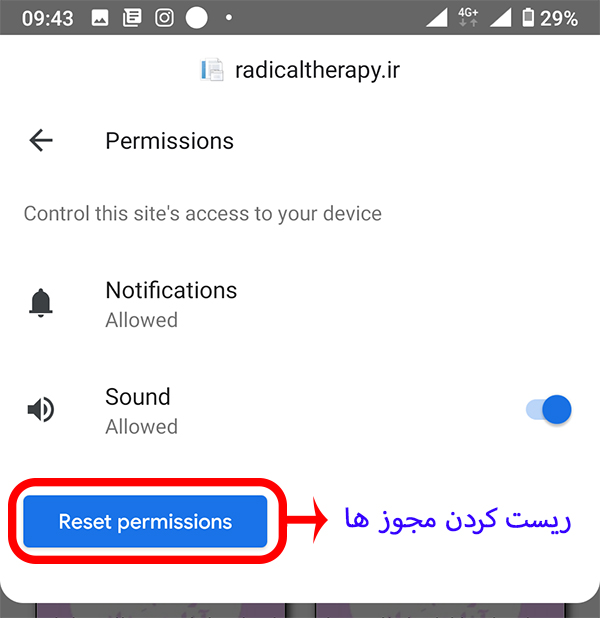 09:43 4G+ 29%
radicaltherapy.ir
Permissions
Control this site's access to your device
Notifications
Allowed
Sound
Allowed
Reset permissions ریست کردن مجوز ها